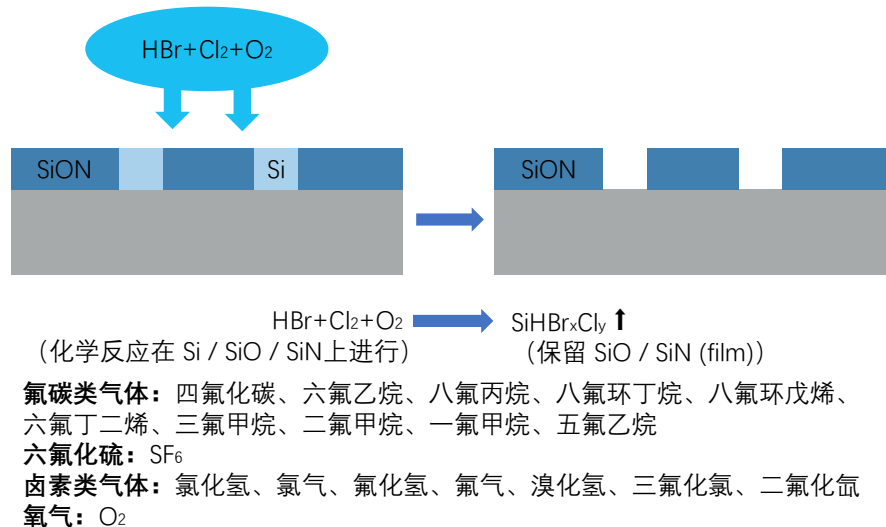 HBr+Cl₂+O₂
SiON Si SiON
HBr+Cl₂+O₂ SiHBrₓClᵧ
（化学反应在 Si / SiO / SiN上进行） （保留 SiO / SiN (film)）
氟碳类气体：四氟化碳、六氟乙烷、八氟丙烷、八氟环丁烷、八氟环戊烯、
六氟丁二烯、三氟甲烷、二氟甲烷、一氟甲烷、五氟乙烷
六氟化硫：SF₆
卤素类气体：氯化氢、氯气、氟化氢、氟气、溴化氢、三氟化氯、二氟化氙
氧气：O₂